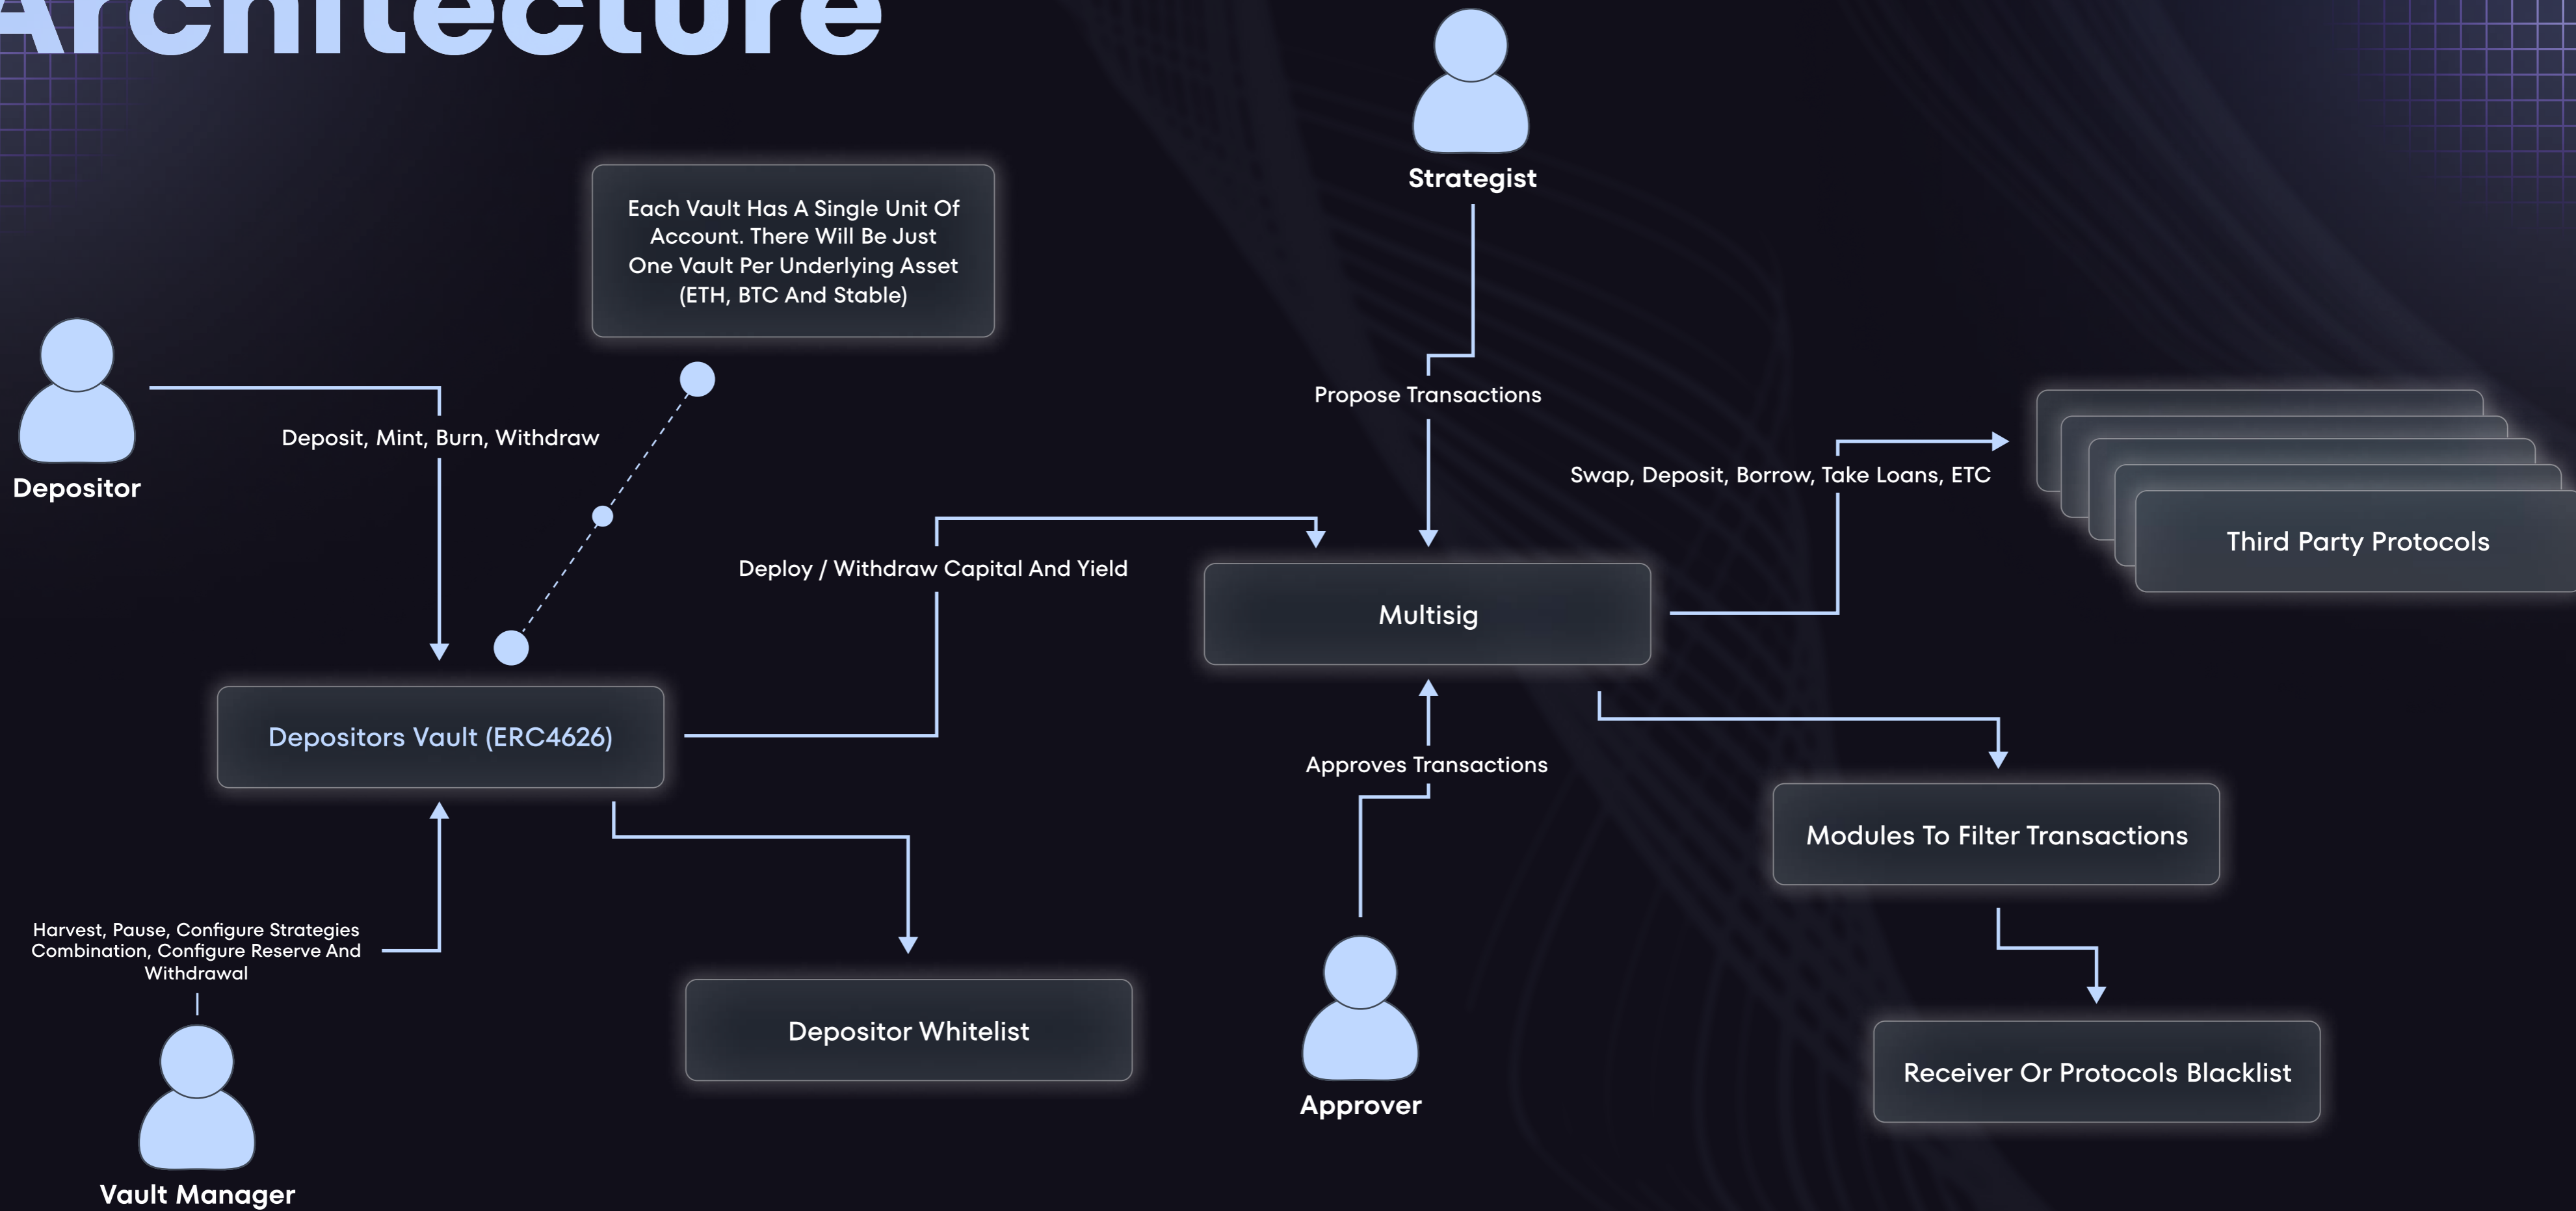 Architecture
Strategist
Each Vault Has A Single Unit Of
Account. There Will Be Just
One Vault Per Underlying Asset
(ETH, BTC And Stable)
Propose Transactions
Deposit, Mint, Burn, Withdraw
Depositor
Swap, Deposit, Borrow, Take Loans, ETC
Third Party Protocols
Deploy / Withdraw Capital And Yield
Multisig
Depositors Vault (ERC4626)
Approves Transactions
Modules To Filter Transactions
Harvest, Pause, Configure Strategies
Combination, Configure Reserve And
Withdrawal
Depositor Whitelist
Receiver Or Protocols Blacklist
Approver
Vault Manager